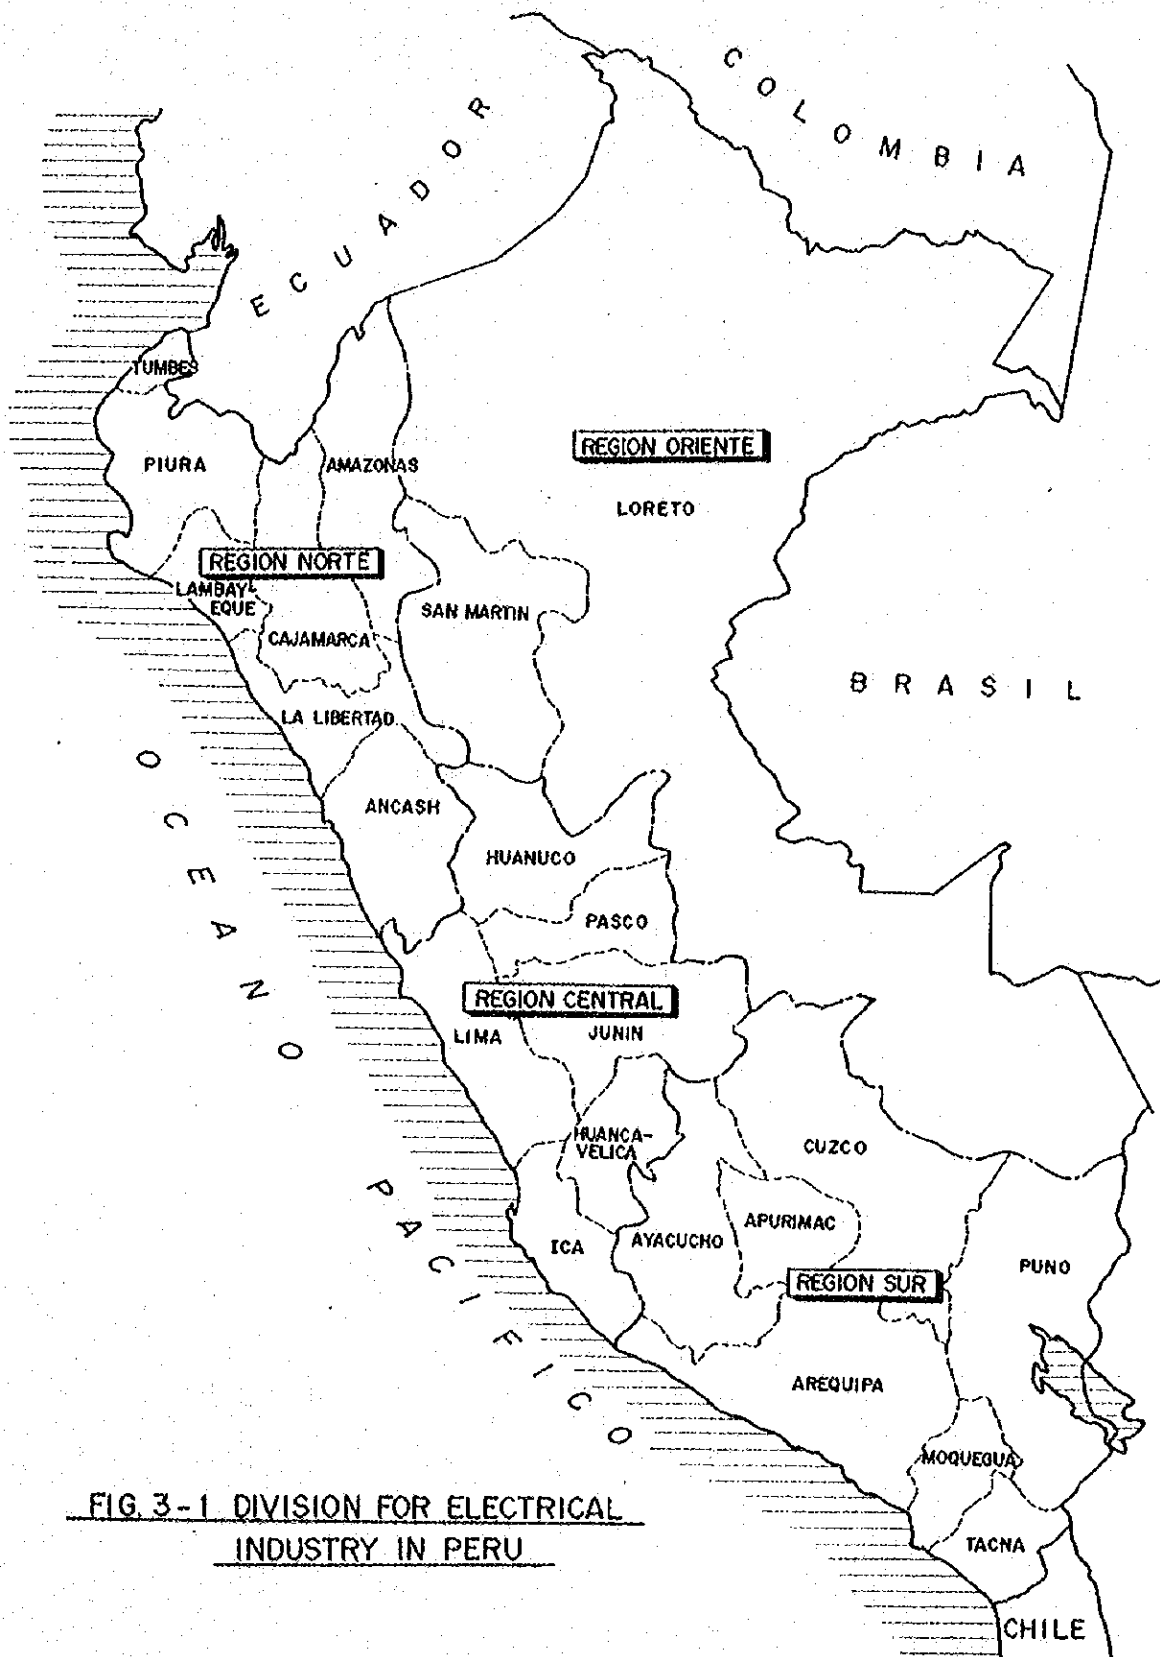 COLOMBIA
ECUADOR
TUMBES
PIURA
AMAZONAS
REGION ORIENTE
LORETO
REGION NORTE
LAMBAY-
EQUE
SAN MARTIN
CAJAMARCA
BRASIL
LA LIBERTAD
ANCASH
HUANUCO
PASCO
REGION CENTRAL
LIMA
JUNIN
HUANCA-
VELICA
CUZCO
APURIMAC
AYACUCHO
ICA
PUNO
REGION SUR
AREQUIPA
OCEANO PACIFICO
MOQUEGUA
TACNA
CHILE
FIG. 3-1 DIVISION FOR ELECTRICAL
INDUSTRY IN PERU